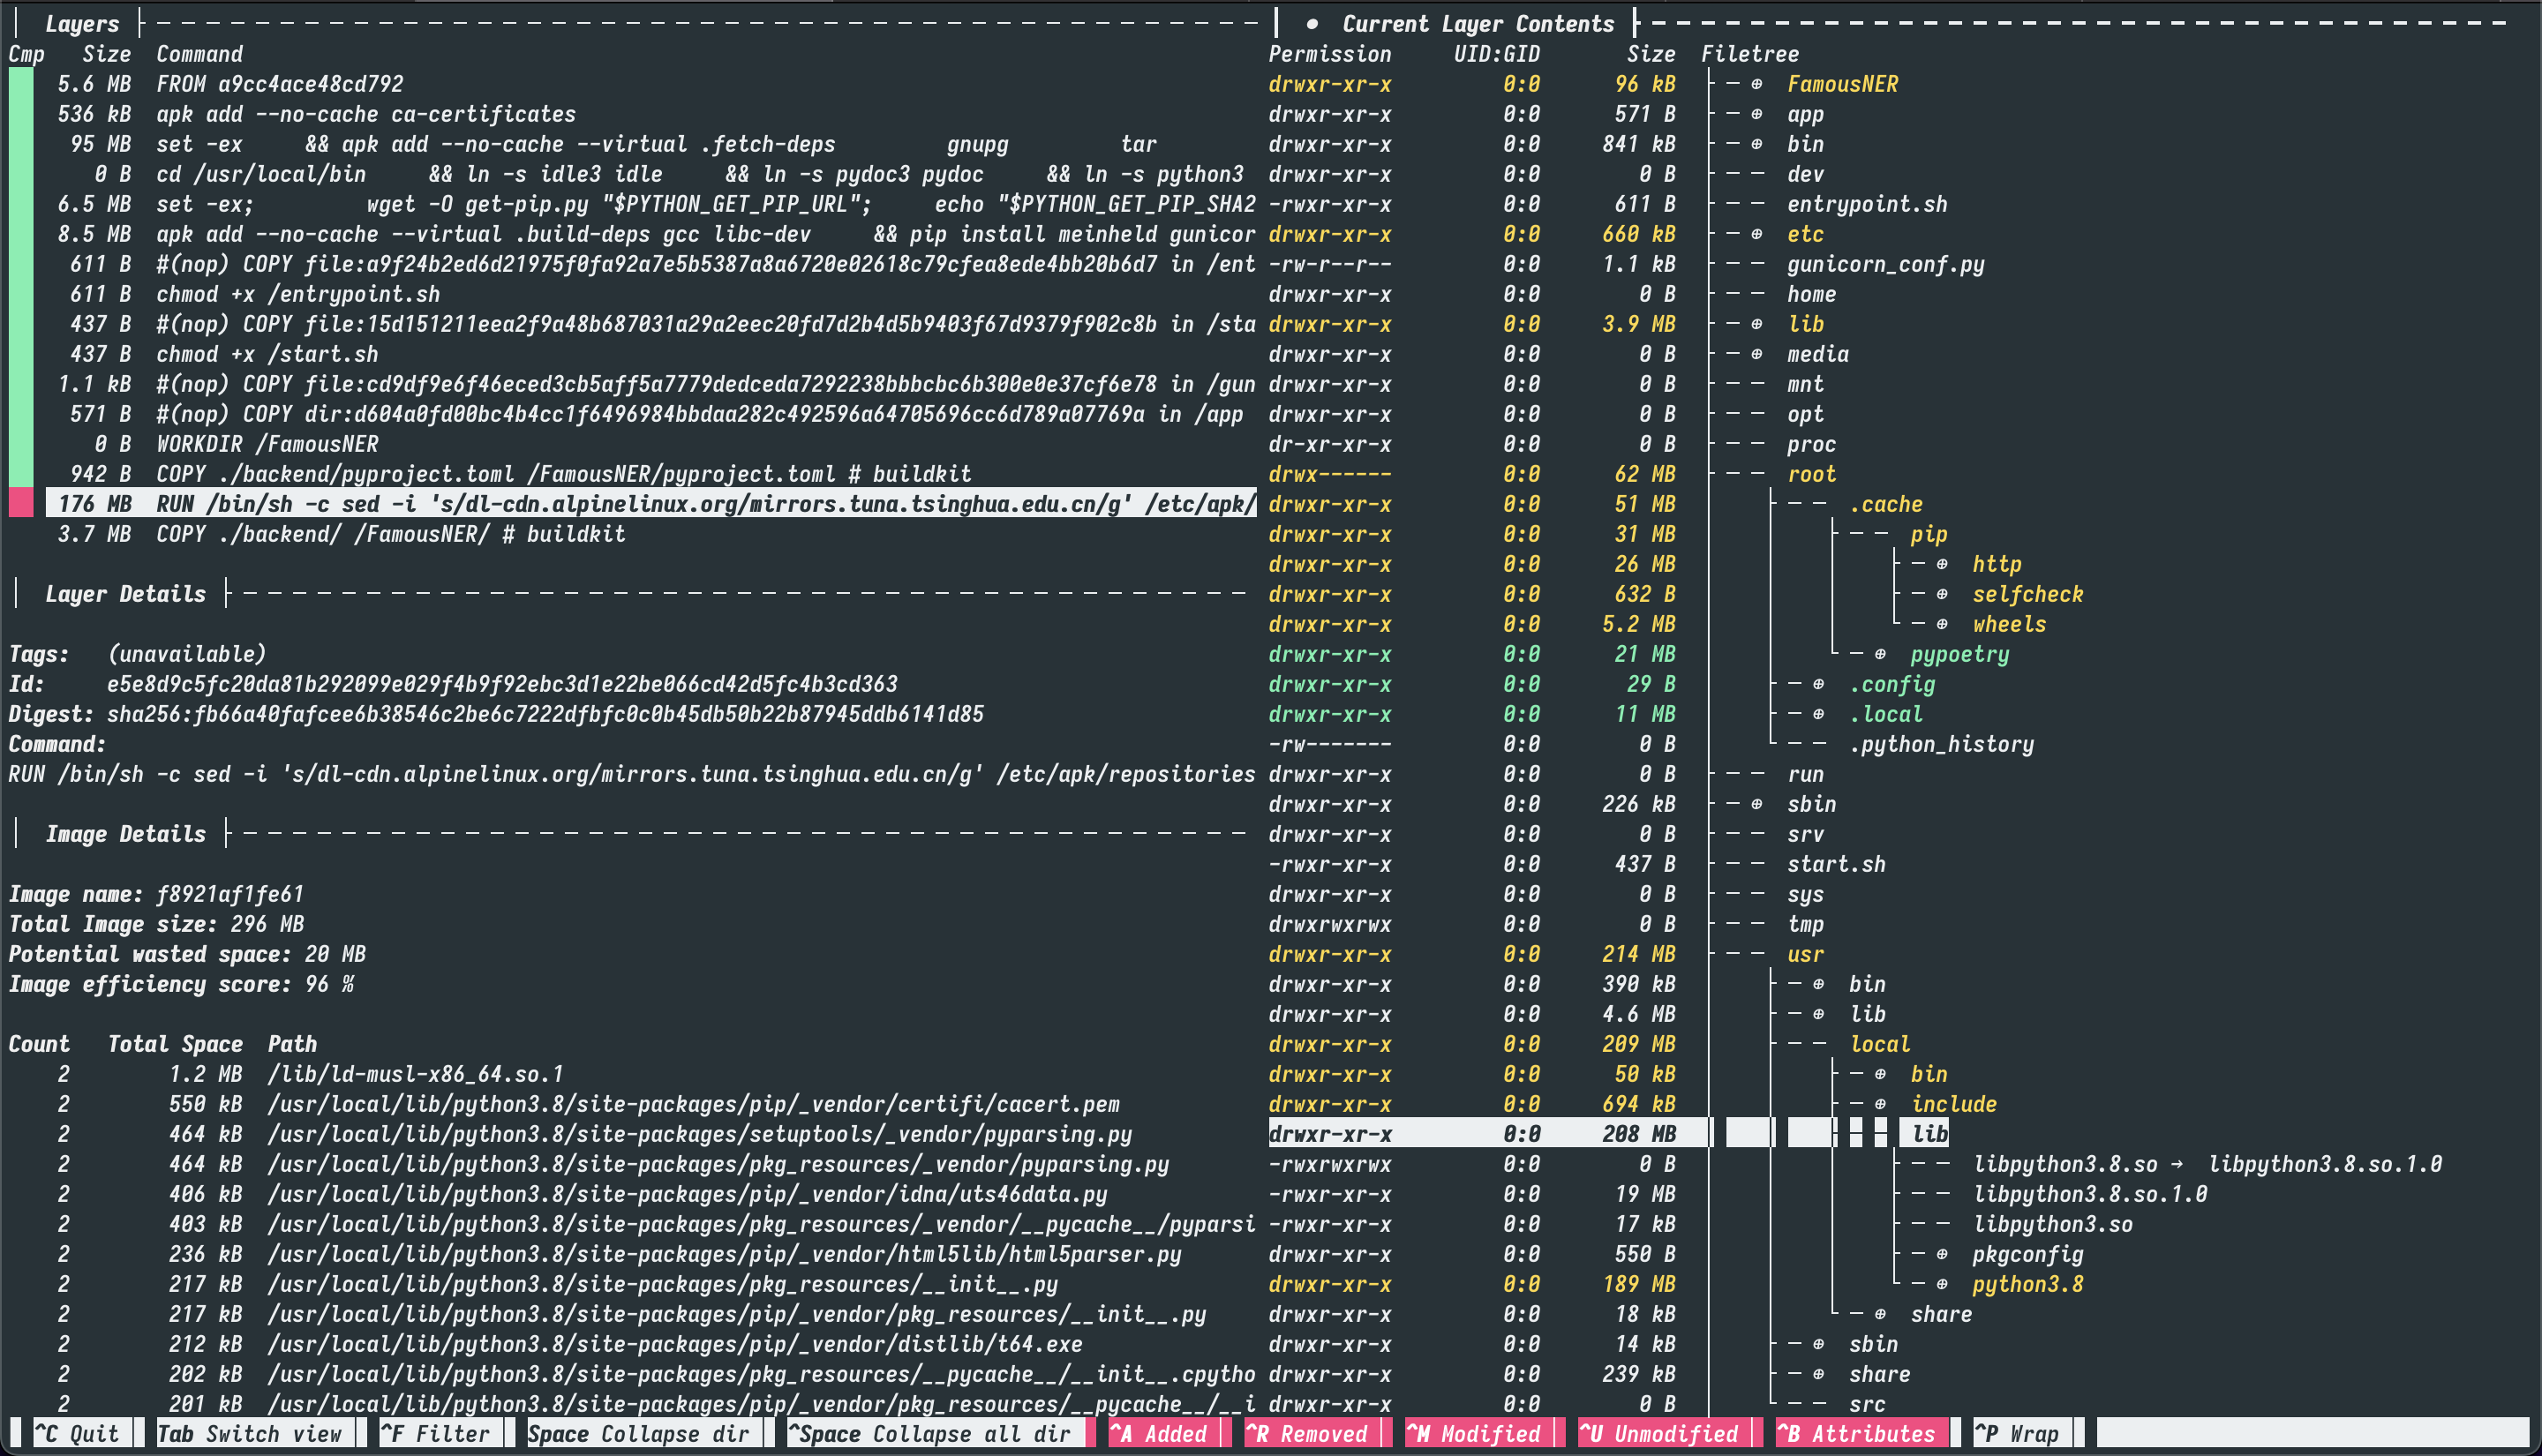 Layers
Cmp Size Command
5.6 MB FROM a9cc4ace48cd792
536 kB apk add --no-cache ca-certificates
95 MB set -ex && apk add --no-cache --virtual .fetch-deps gnupg tar
0 B cd /usr/local/bin && ln -s idle3 idle && ln -s pydoc3 pydoc && ln -s python3
6.5 MB set -ex; wget -O get-pip.py "$PYTHON_GET_PIP_URL"; echo "$PYTHON_GET_PIP_SHA2
8.5 MB apk add --no-cache --virtual .build-deps gcc libc-dev && pip install meinheld gunicor
611 B #(nop) COPY file:a9f24b2ed6d21975f0fa92a7e5b5387a8a6720e02618c79cfea8ede4bb20b6d7 in /ent
611 B chmod +x /entrypoint.sh
437 B #(nop) COPY file:15d151211eea2f9a48b687031a29a2eec20fd7d2b4d5b9403f67d9379f902c8b in /sta
437 B chmod +x /start.sh
1.1 kB #(nop) COPY file:cd9df9e6f46eced3cb5aff5a7779dedceda7292238bbbcbc6b300e0e37cf6e78 in /gun
571 B #(nop) COPY dir:d604a0fd00bc4b4cc1f6496984bbdaa282c492596a64705696cc6d789a07769a in /app
0 B WORKDIR /FamousNER
942 B COPY ./backend/pyproject.toml /FamousNER/pyproject.toml # buildkit
176 MB RUN /bin/sh -c sed -i 's/dl-cdn.alpinelinux.org/mirrors.tuna.tsinghua.edu.cn/g' /etc/apk/
3.7 MB COPY ./backend/ /FamousNER/ # buildkit
Layer Details
Tags: (unavailable)
Id: e5e8d9c5fc20da81b292099e029f4b9f92ebc3d1e22be066cd42d5fc4b3cd363
Digest: sha256:fb66a40fafcee6b38546c2be6c7222dfbfc0c0b45db50b22b87945ddb6141d85
Command:
RUN /bin/sh -c sed -i 's/dl-cdn.alpinelinux.org/mirrors.tuna.tsinghua.edu.cn/g' /etc/apk/repositories
Image Details
Image name: f8921af1fe61
Total Image size: 296 MB
Potential wasted space: 20 MB
Image efficiency score: 96 %
Count Total Space Path
2 1.2 MB /lib/ld-musl-x86_64.so.1
2 550 kB /usr/local/lib/python3.8/site-packages/pip/_vendor/certifi/cacert.pem
2 464 kB /usr/local/lib/python3.8/site-packages/setuptools/_vendor/pyparsing.py
2 464 kB /usr/local/lib/python3.8/site-packages/pkg_resources/_vendor/pyparsing.py
2 406 kB /usr/local/lib/python3.8/site-packages/pip/_vendor/idna/uts46data.py
2 403 kB /usr/local/lib/python3.8/site-packages/pkg_resources/_vendor/__pycache__/pyparsi
2 236 kB /usr/local/lib/python3.8/site-packages/pip/_vendor/html5lib/html5parser.py
2 217 kB /usr/local/lib/python3.8/site-packages/pkg_resources/__init__.py
2 217 kB /usr/local/lib/python3.8/site-packages/pip/_vendor/pkg_resources/__init__.py
2 212 kB /usr/local/lib/python3.8/site-packages/pip/_vendor/distlib/t64.exe
2 202 kB /usr/local/lib/python3.8/site-packages/pkg_resources/__pycache__/__init__.cpytho
2 201 kB /usr/local/lib/python3.8/site-packages/pip/_vendor/pkg_resources/__pycache__/__i
● Current Layer Contents
Permission UID:GID Size Filetree
drwxr-xr-x 0:0 96 kB ⊕ FamousNER
drwxr-xr-x 0:0 571 B ⊕ app
drwxr-xr-x 0:0 841 kB ⊕ bin
drwxr-xr-x 0:0 0 B dev
-rwxr-xr-x 0:0 611 B entrypoint.sh
drwxr-xr-x 0:0 660 kB ⊕ etc
-rw-r--r-- 0:0 1.1 kB gunicorn_conf.py
drwxr-xr-x 0:0 0 B home
drwxr-xr-x 0:0 3.9 MB ⊕ lib
drwxr-xr-x 0:0 0 B ⊕ media
drwxr-xr-x 0:0 0 B mnt
drwxr-xr-x 0:0 0 B opt
dr-xr-xr-x 0:0 0 B proc
drwx------ 0:0 62 MB root
drwxr-xr-x 0:0 51 MB .cache
drwxr-xr-x 0:0 31 MB pip
drwxr-xr-x 0:0 26 MB ⊕ http
drwxr-xr-x 0:0 632 B ⊕ selfcheck
drwxr-xr-x 0:0 5.2 MB ⊕ wheels
drwxr-xr-x 0:0 21 MB ⊕ pypoetry
drwxr-xr-x 0:0 29 B ⊕ .config
drwxr-xr-x 0:0 11 MB ⊕ .local
-rw------- 0:0 0 B .python_history
drwxr-xr-x 0:0 0 B run
drwxr-xr-x 0:0 226 kB ⊕ sbin
drwxr-xr-x 0:0 0 B srv
-rwxr-xr-x 0:0 437 B start.sh
drwxr-xr-x 0:0 0 B sys
drwxrwxrwx 0:0 0 B tmp
drwxr-xr-x 0:0 214 MB usr
drwxr-xr-x 0:0 390 kB ⊕ bin
drwxr-xr-x 0:0 4.6 MB ⊕ lib
drwxr-xr-x 0:0 209 MB local
drwxr-xr-x 0:0 50 kB ⊕ bin
drwxr-xr-x 0:0 694 kB ⊕ include
drwxr-xr-x 0:0 208 MB lib
-rwxrwxrwx 0:0 0 B libpython3.8.so → libpython3.8.so.1.0
-rwxr-xr-x 0:0 19 MB libpython3.8.so.1.0
-rwxr-xr-x 0:0 17 kB libpython3.so
drwxr-xr-x 0:0 550 B ⊕ pkgconfig
drwxr-xr-x 0:0 189 MB ⊕ python3.8
drwxr-xr-x 0:0 18 kB ⊕ share
drwxr-xr-x 0:0 14 kB ⊕ sbin
drwxr-xr-x 0:0 239 kB ⊕ share
drwxr-xr-x 0:0 0 B src
^C Quit Tab Switch view ^F Filter Space Collapse dir ^Space Collapse all dir ^A Added ^R Removed ^M Modified ^U Unmodified ^B Attributes ^P Wrap